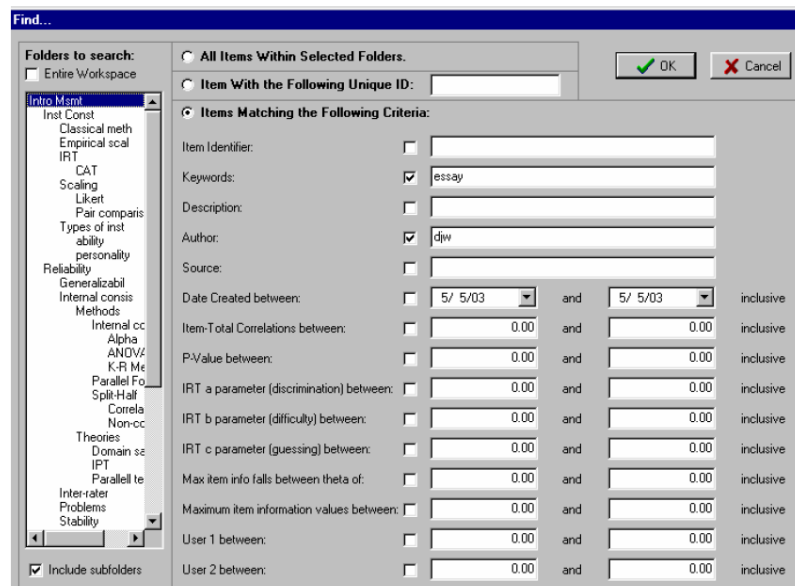 Find...
Folders to search:
Entire Workspace
Intro Msmt
Inst Const
Classical meth
Empirical scal
IRT
CAT
Scaling
Likert
Pair comparis
Types of inst
ability
personality
Reliability
Generalizabil
Internal consis
Methods
Internal cc
Alpha
ANOVA
K-R Me
Parallel Fo
Split-Half
Correla
Non-cc
Theories
Domain sa
IPT
Parallell te
Inter-rater
Problems
Stability
Include subfolders
All Items Within Selected Folders.
Item With the Following Unique ID:
OK
Cancel
Items Matching the Following Criteria:
Item Identifier:
Keywords: essay
Description:
Author: djw
Source:
Date Created between: 5/ 5/03 and 5/ 5/03 inclusive
Item-Total Correlations between: 0.00 and 0.00 inclusive
P-Value between: 0.00 and 0.00 inclusive
IRT a parameter (discrimination) between: 0.00 and 0.00 inclusive
IRT b parameter (difficulty) between: 0.00 and 0.00 inclusive
IRT c parameter (guessing) between: 0.00 and 0.00 inclusive
Max item info falls between theta of: 0.00 and 0.00 inclusive
Maximum item information values between: 0.00 and 0.00 inclusive
User 1 between: 0.00 and 0.00 inclusive
User 2 between: 0.00 and 0.00 inclusive